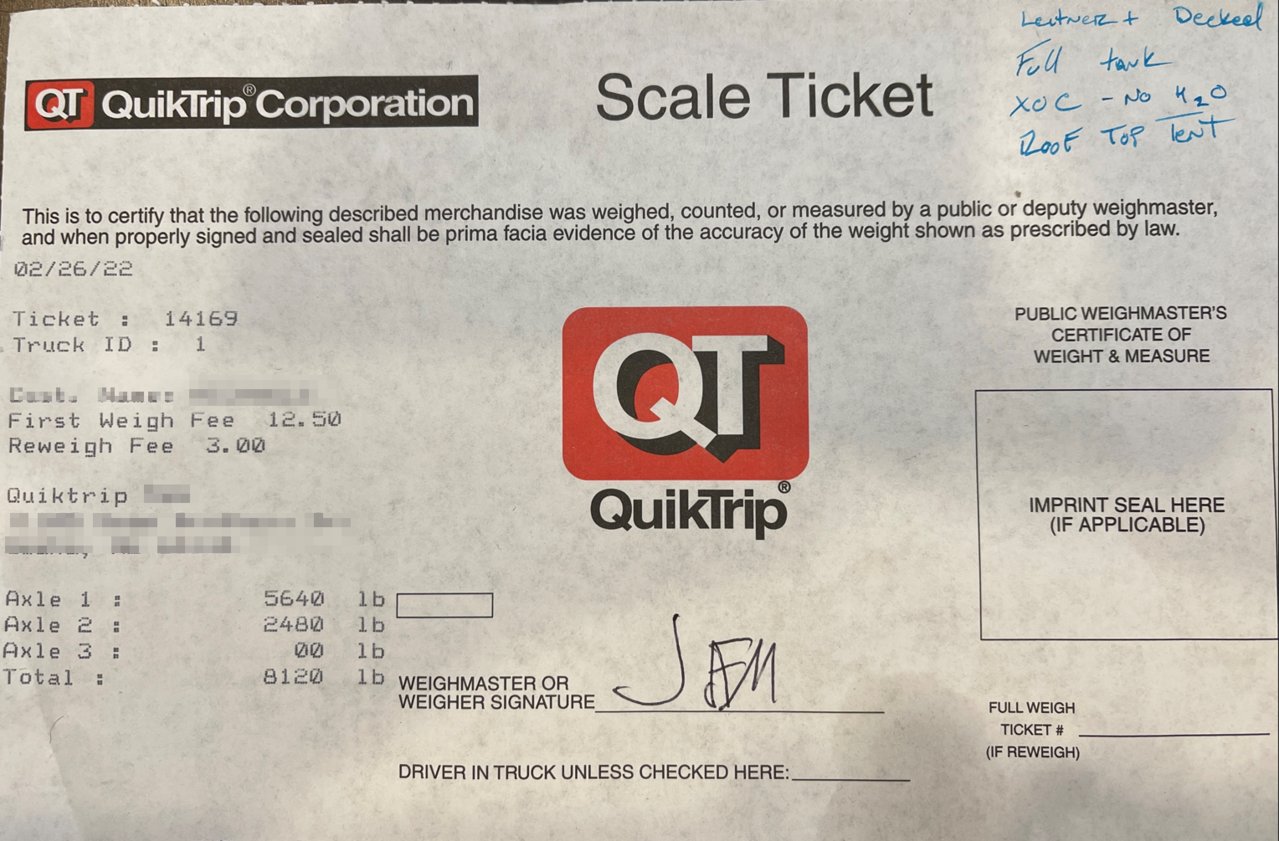 Leitner + Decked
Full tank
XOC - No H2O
Roof Top Tent
QT QuikTrip® Corporation
Scale Ticket
This is to certify that the following described merchandise was weighed, counted, or measured by a public or deputy weighmaster,
and when properly signed and sealed shall be prima facia evidence of the accuracy of the weight shown as prescribed by law.
02/26/22
Ticket : 14169
Truck ID : 1
Cust. Name:
First Weigh Fee 12.50
Reweigh Fee 3.00
Quiktrip
Axle 1 : 5640 lb
Axle 2 : 2480 lb
Axle 3 : 00 lb
Total : 8120 lb
QT
QuikTrip®
WEIGHMASTER OR
WEIGHER SIGNATURE
DRIVER IN TRUCK UNLESS CHECKED HERE:
PUBLIC WEIGHMASTER'S
CERTIFICATE OF
WEIGHT & MEASURE
IMPRINT SEAL HERE
(IF APPLICABLE)
FULL WEIGH
TICKET #
(IF REWEIGH)